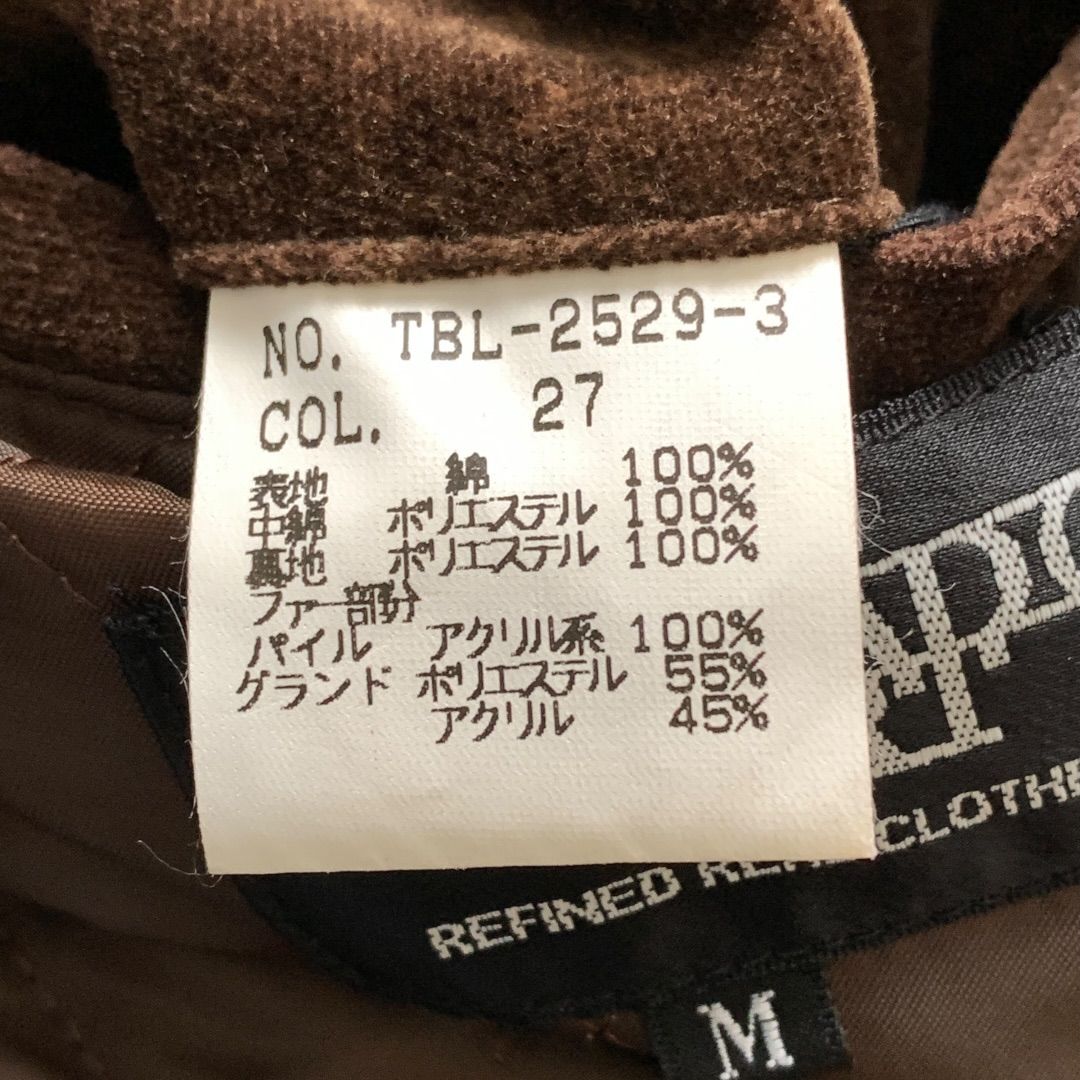 NO. TBL-2529-3
COL. 27
表地 綿 100%
中綿 ポリエステル 100%
裏地 ポリエステル 100%
ファー部分
パイル アクリル系 100%
グランド ポリエステル 55%
アクリル 45%
REFINED REAL CLOTHE
M